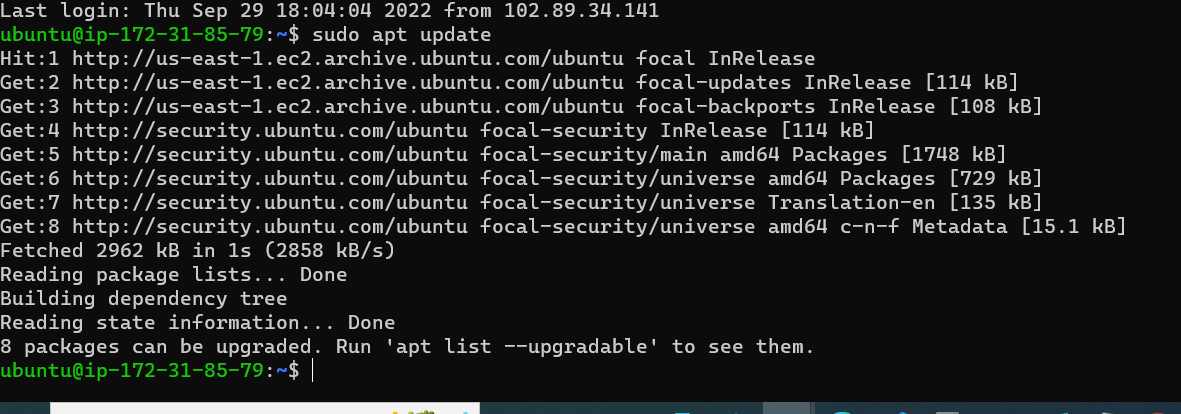 Last login: Thu Sep 29 18:04:04 2022 from 102.89.34.141
ubuntu@ip-172-31-85-79:~$ sudo apt update
Hit:1 http://us-east-1.ec2.archive.ubuntu.com/ubuntu focal InRelease
Get:2 http://us-east-1.ec2.archive.ubuntu.com/ubuntu focal-updates InRelease [114 kB]
Get:3 http://us-east-1.ec2.archive.ubuntu.com/ubuntu focal-backports InRelease [108 kB]
Get:4 http://security.ubuntu.com/ubuntu focal-security InRelease [114 kB]
Get:5 http://security.ubuntu.com/ubuntu focal-security/main amd64 Packages [1748 kB]
Get:6 http://security.ubuntu.com/ubuntu focal-security/universe amd64 Packages [729 kB]
Get:7 http://security.ubuntu.com/ubuntu focal-security/universe Translation-en [135 kB]
Get:8 http://security.ubuntu.com/ubuntu focal-security/universe amd64 c-n-f Metadata [15.1 kB]
Fetched 2962 kB in 1s (2858 kB/s)
Reading package lists... Done
Building dependency tree
Reading state information... Done
8 packages can be upgraded. Run 'apt list --upgradable' to see them.
ubuntu@ip-172-31-85-79:~$